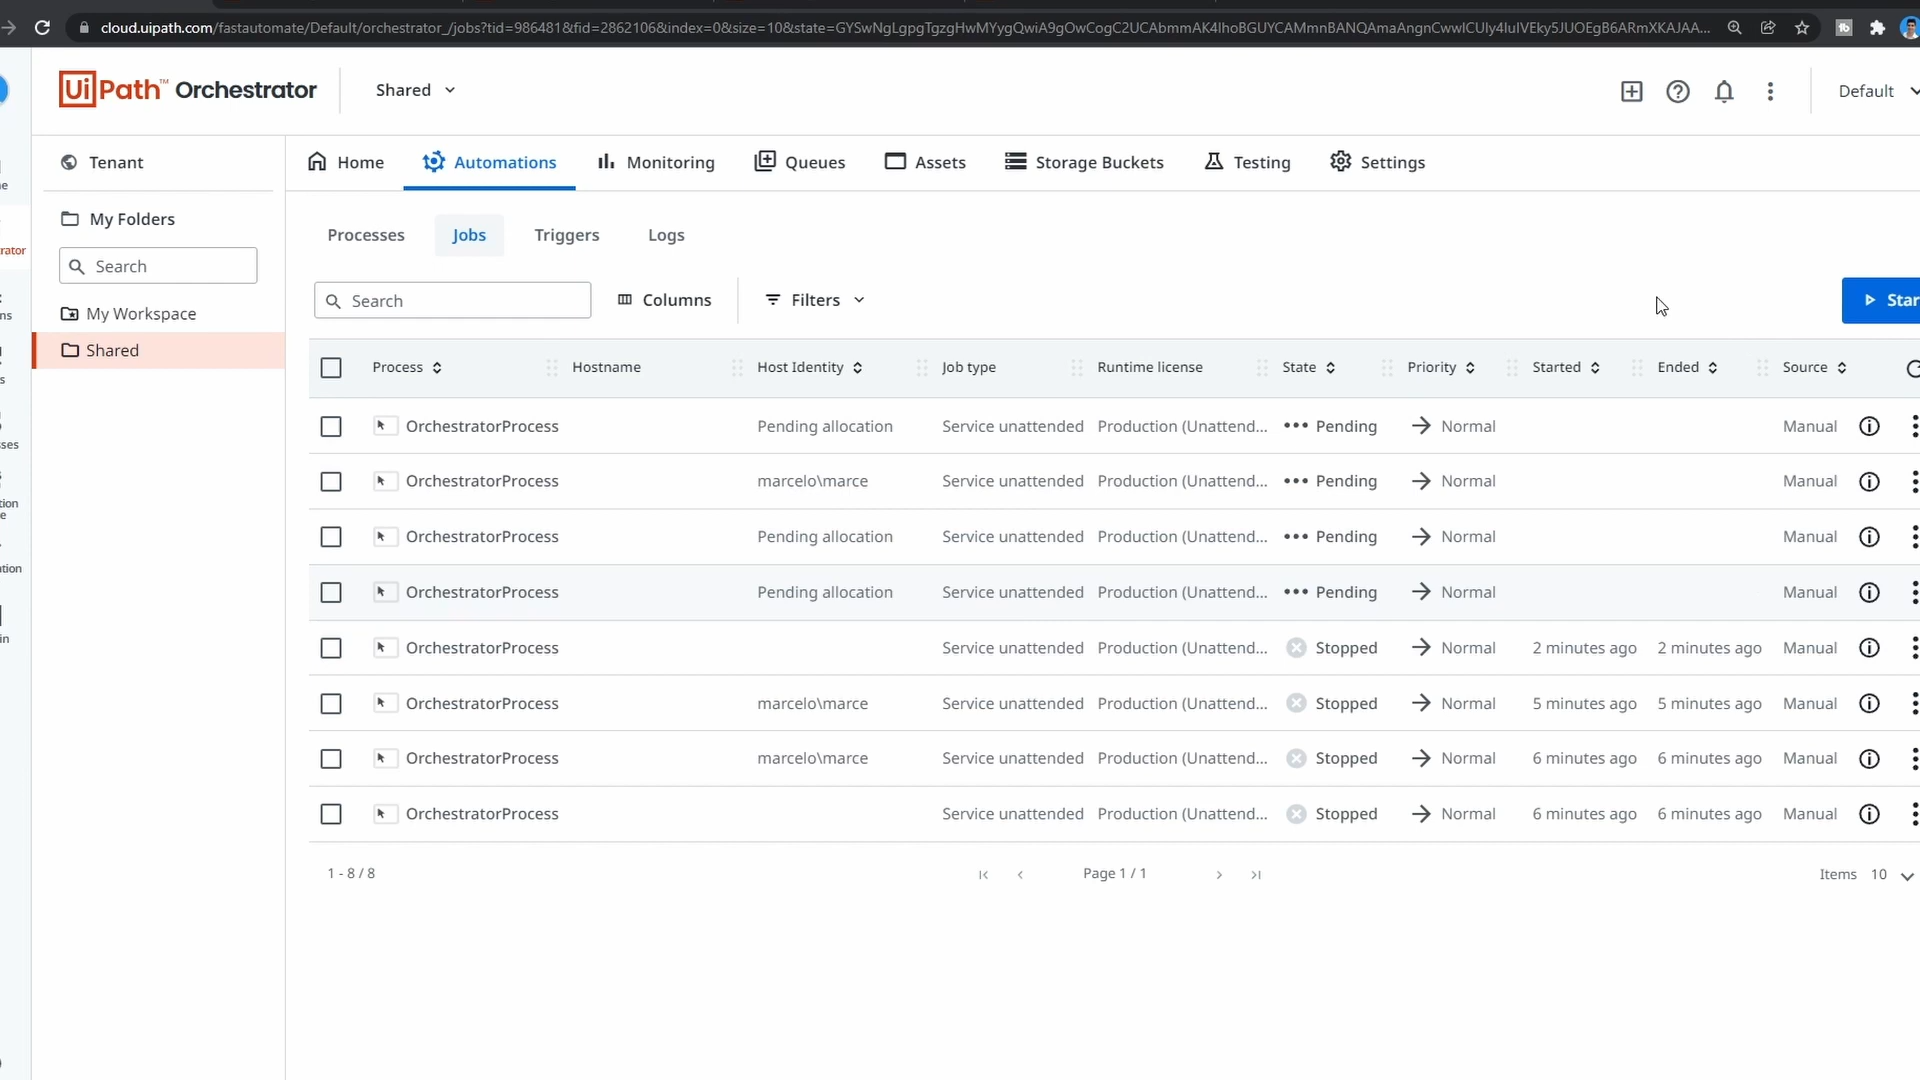 cloud.uipath.com/fastautomate/Default/orchestrator_/jobs?tid=986481&fid=2862106&index=0&size=10&state=
UiPath™ Orchestrator
Shared
Default
Tenant
Home
Automations
Monitoring
Queues
Assets
Storage Buckets
Testing
Settings
My Folders
Search
My Workspace
Shared
Processes
Jobs
Triggers
Logs
Search
Columns
Filters
Star
Process Hostname Host Identity Job type Runtime license State Priority Started Ended Source
OrchestratorProcess Pending allocation Service unattended Production (Unattend... Pending Normal Manual
OrchestratorProcess marcelo\marce Service unattended Production (Unattend... Pending Normal Manual
OrchestratorProcess Pending allocation Service unattended Production (Unattend... Pending Normal Manual
OrchestratorProcess Pending allocation Service unattended Production (Unattend... Pending Normal Manual
OrchestratorProcess Service unattended Production (Unattend... Stopped Normal 2 minutes ago 2 minutes ago Manual
OrchestratorProcess marcelo\marce Service unattended Production (Unattend... Stopped Normal 5 minutes ago 5 minutes ago Manual
OrchestratorProcess marcelo\marce Service unattended Production (Unattend... Stopped Normal 6 minutes ago 6 minutes ago Manual
OrchestratorProcess Service unattended Production (Unattend... Stopped Normal 6 minutes ago 6 minutes ago Manual
1 - 8 / 8
Page 1 / 1
Items 10